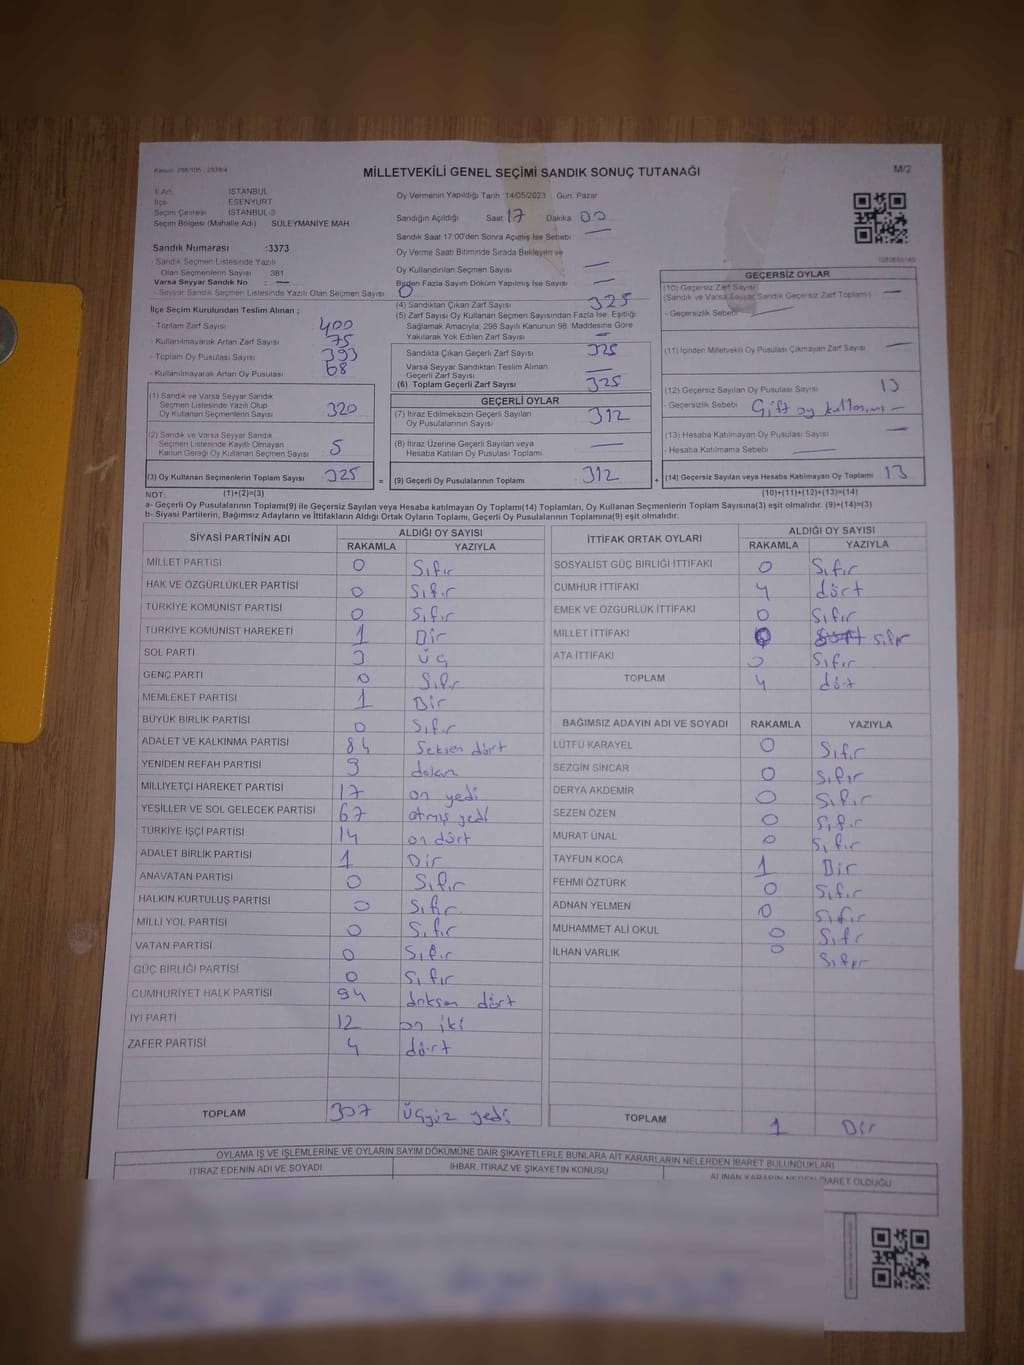 MİLLETVEKİLİ GENEL SEÇİMİ SANDIK SONUÇ TUTANAĞI
M/2
İl Adı: İSTANBUL
İlçe ESENYURT
Seçim Çevresi İSTANBUL-3
Seçim Bölgesi (Mahalle Adı) SÜLEYMANİYE MAH.
Sandık Numarası :3373
Sandık Seçmen Listesinde Yazılı
Olan Seçmenlerin Sayısı : 381
Varsa Seyyar Sandık No : —
- Seyyar Sandık Seçmen Listesinde Yazılı Olan Seçmen Sayısı 0
İlçe Seçim Kurulundan Teslim Alınan ;
- Toplam Zarf Sayısı 400
- Kullanılmayarak Artan Zarf Sayısı 75
- Toplam Oy Pusulası Sayısı 393
- Kullanılmayarak Artan Oy Pusulası 68
(1) Sandık ve Varsa Seyyar Sandık
Seçmen Listesinde Yazılı Olup
Oy Kullanan Seçmenlerin Sayısı 320
(2) Sandık ve Varsa Seyyar Sandık
Seçmen Listesinde Kayıtlı Olmayan
Kanun Gereği Oy Kullanan Seçmen Sayısı 5
(3) Oy Kullanan Seçmenlerin Toplam Sayısı 325 =
Oy Vermenin Yapıldığı Tarih : 14/05/2023 Gün: Pazar
Sandığın Açıldığı Saat 17 Dakika 00
Sandık Saat 17:00'den Sonra Açılmış İse Sebebi —
Oy Verme Saati Bitiminde Sırada Bekleyen ve
Oy Kullandırılan Seçmen Sayısı —
Birden Fazla Sayım Döküm Yapılmış İse Sayısı —
(4) Sandıktan Çıkan Zarf Sayısı 325
(5) Zarf Sayısı Oy Kullanan Seçmen Sayısından Fazla İse, Eşitliği
Sağlamak Amacıyla, 298 Sayılı Kanunun 98. Maddesine Göre
Yakılarak Yok Edilen Zarf Sayısı —
Sandıkta Çıkan Geçerli Zarf Sayısı 325
Varsa Seyyar Sandıktan Teslim Alınan
Geçerli Zarf Sayısı —
(6) Toplam Geçerli Zarf Sayısı 325
GEÇERLİ OYLAR
(7) İtiraz Edilmeksizin Geçerli Sayılan
Oy Pusulalarının Sayısı 312
(8) İtiraz Üzerine Geçerli Sayılan veya
Hesaba Katılan Oy Pusulası Toplamı —
(9) Geçerli Oy Pusulalarının Toplamı 312 +
GEÇERSİZ OYLAR
(10) Geçersiz Zarf Sayısı
(Sandık ve Varsa Seyyar Sandık Geçersiz Zarf Toplamı) —
- Geçersizlik Sebebi —
(11) İçinden Milletvekili Oy Pusulası Çıkmayan Zarf Sayısı —
(12) Geçersiz Sayılan Oy Pusulası Sayısı 13
- Geçersizlik Sebebi Çift oy kullanımı —
(13) Hesaba Katılmayan Oy Pusulası Sayısı —
- Hesaba Katılmama Sebebi —
(14) Geçersiz Sayılan veya Hesaba Katılmayan Oy Toplamı 13
NOT: (1)+(2)=(3) (10)+(11)+(12)+(13)=(14)
a- Geçerli Oy Pusulalarının Toplamı(9) ile Geçersiz Sayılan veya Hesaba katılmayan Oy Toplamı(14) Toplamları, Oy Kullanan Seçmenlerin Toplam Sayısına(3) eşit olmalıdır. (9)+(14)=(3)
b- Siyasi Partilerin, Bağımsız Adayların ve İttifakların Aldığı Ortak Oyların Toplamı, Geçerli Oy Pusulalarının Toplamına(9) eşit olmalıdır.
SİYASİ PARTİNİN ADI ALDIĞI OY SAYISI
RAKAMLA YAZIYLA
MİLLET PARTİSİ 0 Sıfır
HAK VE ÖZGÜRLÜKLER PARTİSİ 0 Sıfır
TÜRKİYE KOMÜNİST PARTİSİ 0 Sıfır
TÜRKİYE KOMÜNİST HAREKETİ 1 Bir
SOL PARTİ 3 üç
GENÇ PARTİ 0 Sıfır
MEMLEKET PARTİSİ 1 Bir
BÜYÜK BİRLİK PARTİSİ 0 Sıfır
ADALET VE KALKINMA PARTİSİ 84 Seksen dört
YENİDEN REFAH PARTİSİ 9 dokuz
MİLLİYETÇİ HAREKET PARTİSİ 17 on yedi
YEŞİLLER VE SOL GELECEK PARTİSİ 67 atmış yedi
TÜRKİYE İŞÇİ PARTİSİ 14 on dört
ADALET BİRLİK PARTİSİ 1 Bir
ANAVATAN PARTİSİ 0 Sıfır
HALKIN KURTULUŞ PARTİSİ 0 Sıfır
MİLLİ YOL PARTİSİ 0 Sıfır
VATAN PARTİSİ 0 Sıfır
GÜÇ BİRLİĞİ PARTİSİ 0 Sıfır
CUMHURİYET HALK PARTİSİ 94 doksan dört
İYİ PARTİ 12 on iki
ZAFER PARTİSİ 4 dört
TOPLAM 307 üçyüz yedi
İTTİFAK ORTAK OYLARI ALDIĞI OY SAYISI
RAKAMLA YAZIYLA
SOSYALİST GÜÇ BİRLİĞİ İTTİFAKI 0 Sıfır
CUMHUR İTTİFAKI 4 dört
EMEK VE ÖZGÜRLÜK İTTİFAKI 0 Sıfır
MİLLET İTTİFAKI 0 sıfır
ATA İTTİFAKI 0 Sıfır
TOPLAM 4 dört
BAĞIMSIZ ADAYIN ADI VE SOYADI RAKAMLA YAZIYLA
LÜTFÜ KARAYEL 0 Sıfır
SEZGİN SİNCAR 0 Sıfır
DERYA AKDEMİR 0 Sıfır
SEZEN ÖZEN 0 Sıfır
MURAT ÜNAL 0 Sıfır
TAYFUN KOCA 1 Bir
FEHMİ ÖZTÜRK 0 Sıfır
ADNAN YELMEN 0 Sıfır
MUHAMMET ALİ OKUL 0 Sıfır
İLHAN VARLIK 0 Sıfır
TOPLAM 1 Bir
OYLAMA İŞ VE İŞLEMLERİNE VE OYLARIN SAYIM DÖKÜMÜNE DAİR ŞİKAYETLERLE BUNLARA AİT KARARLARIN NELERDEN İBARET BULUNDUKLARI
İTİRAZ EDENİN ADI VE SOYADI İHBAR, İTİRAZ VE ŞİKAYETİN KONUSU ALINAN KARARIN NEDEN İBARET OLDUĞU